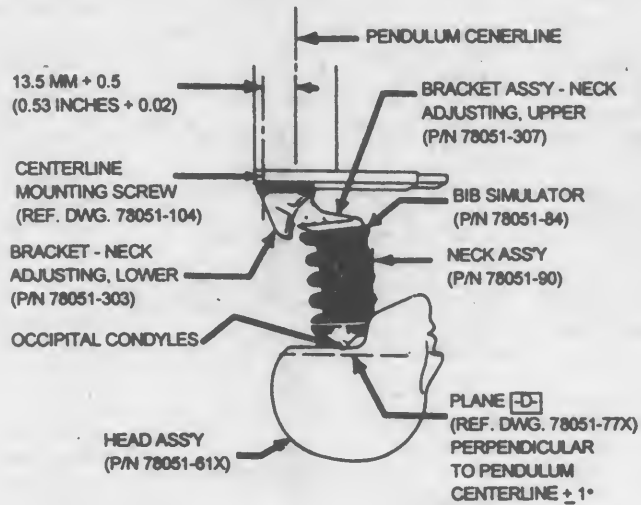 PENDULUM CENERLINE
13.5 MM + 0.5
(0.53 INCHES + 0.02)
BRACKET ASS'Y - NECK
ADJUSTING, UPPER
(P/N 78051-307)
CENTERLINE
MOUNTING SCREW
(REF. DWG. 78051-104)
BIB SIMULATOR
(P/N 78051-84)
BRACKET - NECK
ADJUSTING, LOWER
(P/N 78051-303)
NECK ASS'Y
(P/N 78051-90)
OCCIPITAL CONDYLES
PLANE -D-
(REF. DWG. 78051-77X)
PERPENDICULAR
TO PENDULUM
CENTERLINE ± 1°
HEAD ASS'Y
(P/N 78051-61X)